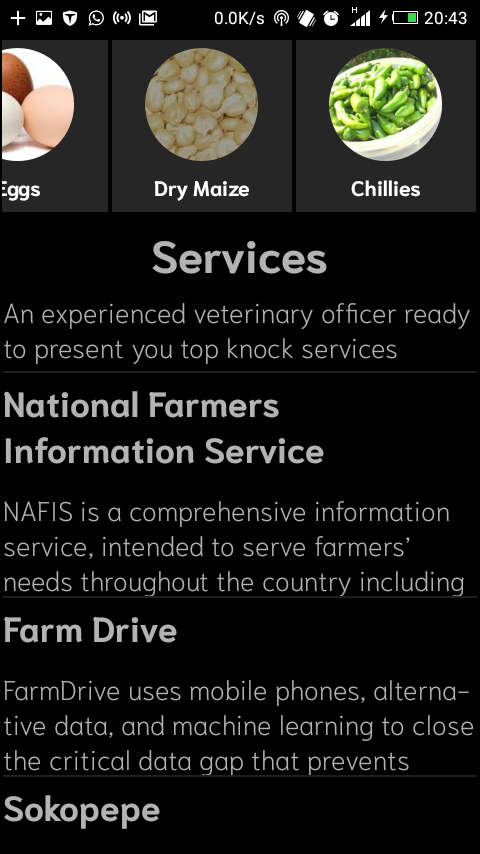 0.0K/s H 20:43
Eggs Dry Maize Chillies
Services
An experienced veterinary officer ready
to present you top knock services
National Farmers
Information Service
NAFIS is a comprehensive information
service, intended to serve farmers’
needs throughout the country including
Farm Drive
FarmDrive uses mobile phones, alterna-
tive data, and machine learning to close
the critical data gap that prevents
Sokopepe